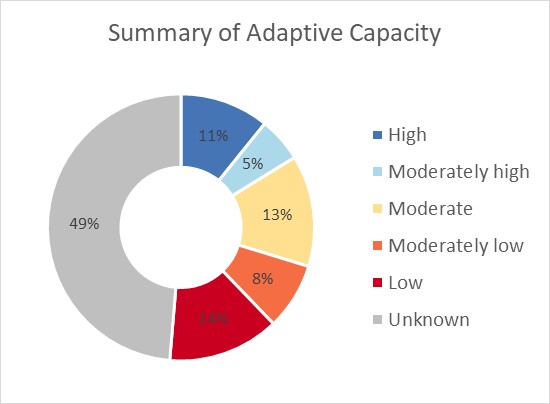 Summary of Adaptive Capacity
11%
5%
13%
8%
14%
49%
High
Moderately high
Moderate
Moderately low
Low
Unknown